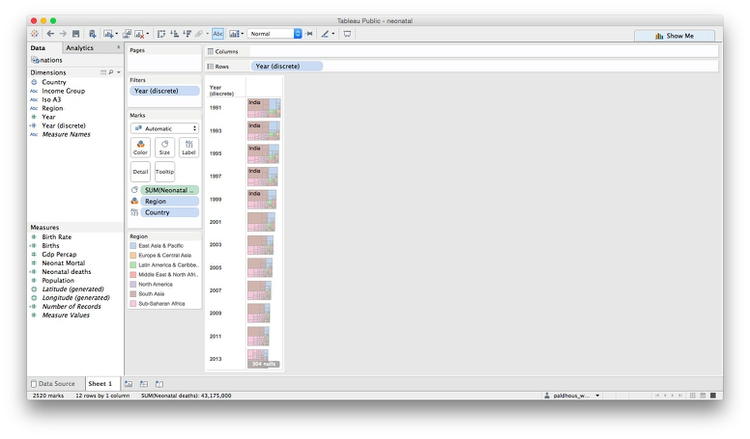 Tableau Public - neonatal
Abc
Normal
Show Me
Data
Analytics
Pages
Columns
Rows
Year (discrete)
nations
Dimensions
Country
Abc Income Group
Abc Iso A3
Abc Region
Year
Year (discrete)
Abc Measure Names
Measures
Birth Rate
Births
Gdp Percap
Neonat Mortal
Neonatal deaths
Population
Latitude (generated)
Longitude (generated)
Number of Records
Measure Values
Filters
Year (discrete)
Marks
Automatic
Color
Size
Label
Detail
Tooltip
SUM(Neonatal ..
Region
Country
Region
East Asia & Pacific
Europe & Central Asia
Latin America & Caribbe..
Middle East & North Afri..
North America
South Asia
Sub-Saharan Africa
Year
(discrete)
1991
India
1993
India
1995
India
1997
India
1999
India
2001
2003
2005
2007
2009
2011
2013
304 nulls
Data Source
Sheet 1
2520 marks
12 rows by 1 column
SUM(Neonatal deaths): 43,175,000
paldhous_w...